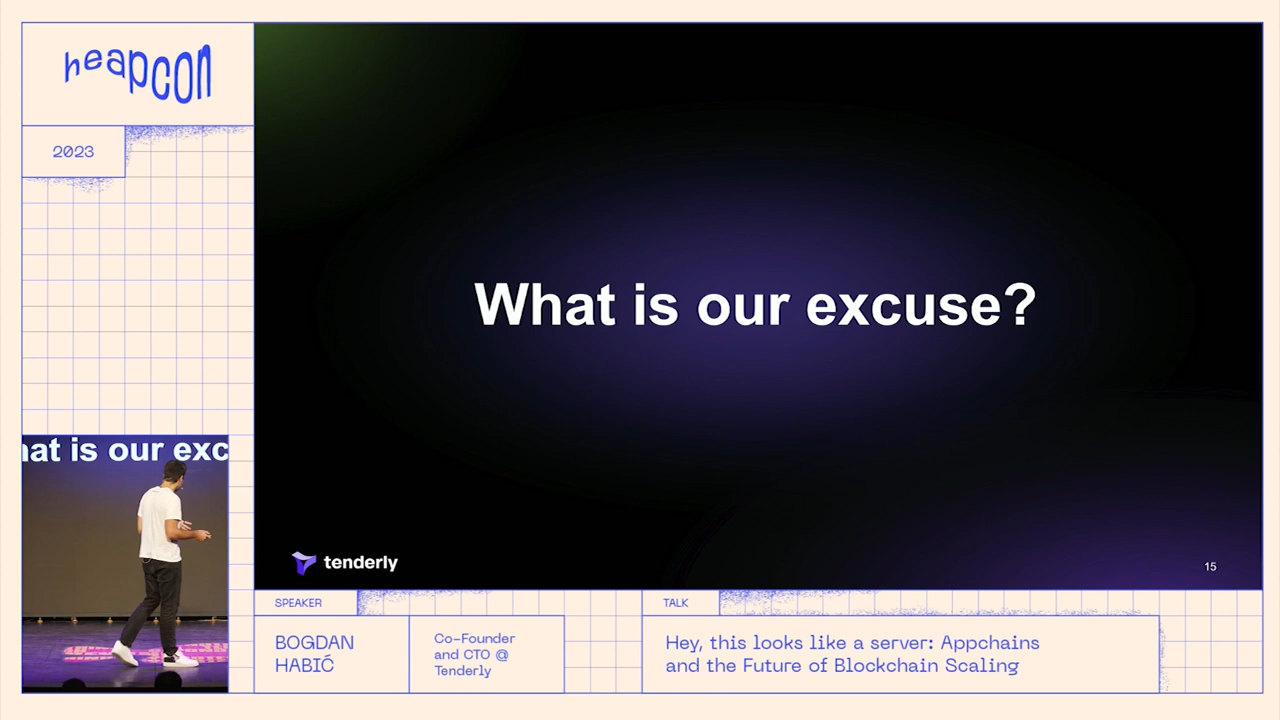 heapcon
2023
What is our excuse?
hat is our exc
tenderly
15
SPEAKER
BOGDAN
HABIĆ
Co-Founder
and CTO @
Tenderly
TALK
Hey, this looks like a server: Appchains
and the Future of Blockchain Scaling